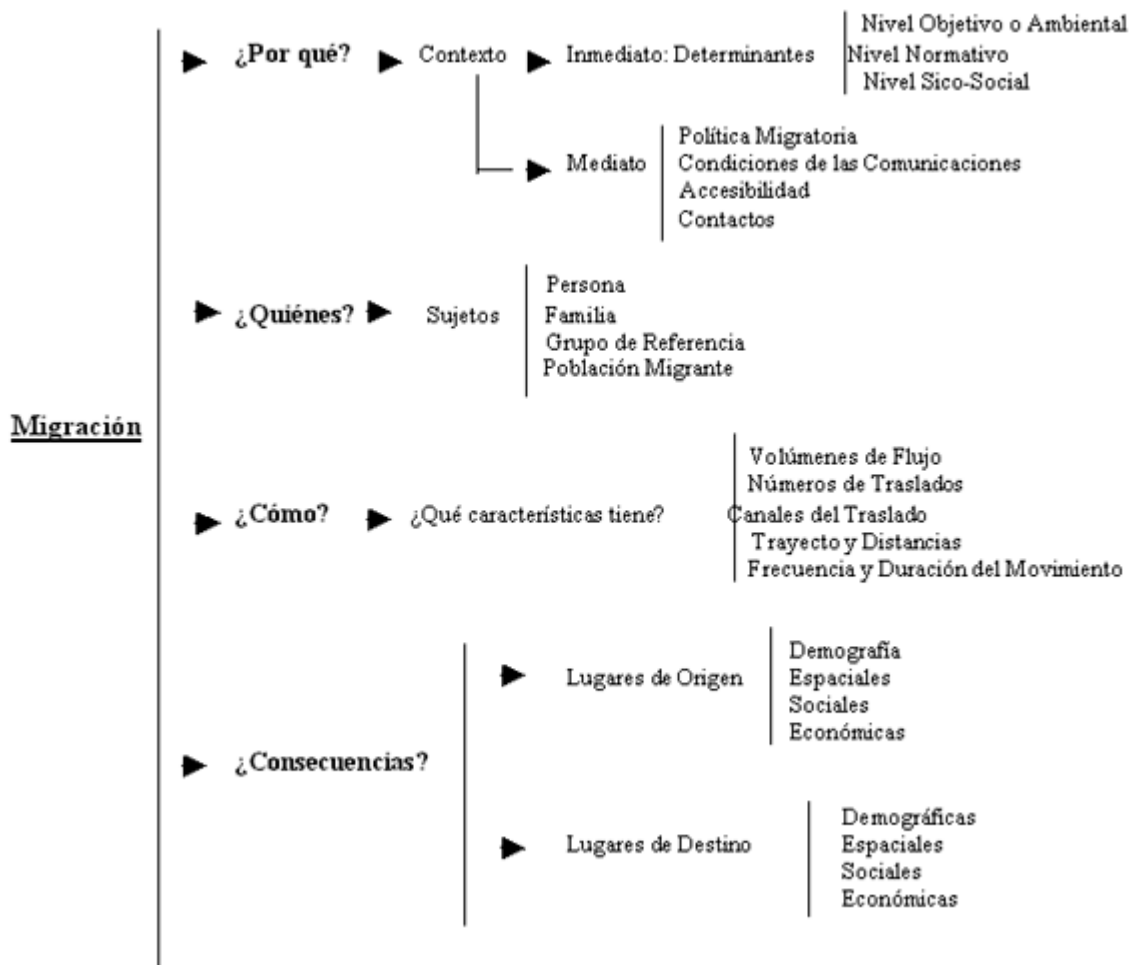 ¿Por qué?
Contexto
Inmediato: Determinantes
Nivel Objetivo o Ambiental
Nivel Normativo
Nivel Sico-Social
Mediato
Política Migratoria
Condiciones de las Comunicaciones
Accesibilidad
Contactos
¿Quiénes?
Sujetos
Persona
Familia
Grupo de Referencia
Población Migrante
Migración
¿Cómo?
¿Qué características tiene?
Volúmenes de Flujo
Números de Traslados
Canales del Traslado
Trayecto y Distancias
Frecuencia y Duración del Movimiento
¿Consecuencias?
Lugares de Origen
Demografía
Espaciales
Sociales
Económicas
Lugares de Destino
Demográficas
Espaciales
Sociales
Económicas